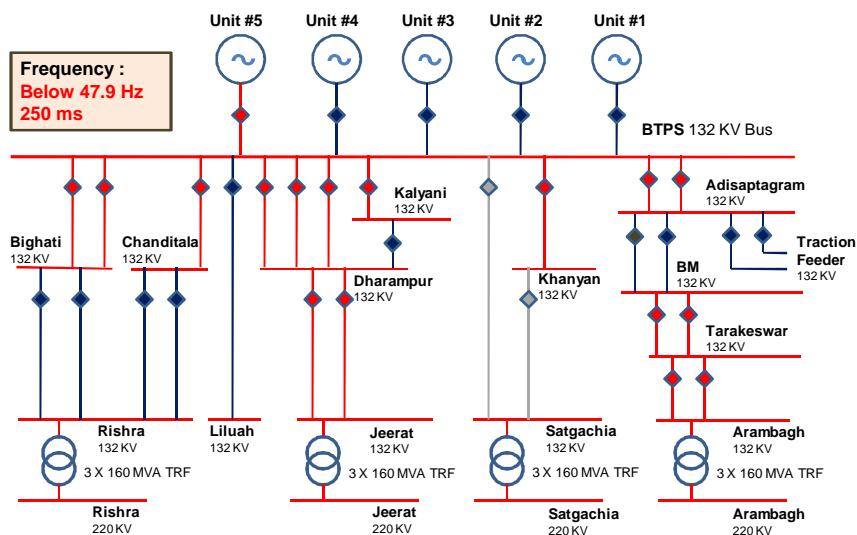 Unit #5
Unit #4
Unit #3
Unit #2
Unit #1
Frequency :
Below 47.9 Hz
250 ms
BTPS 132 KV Bus
Kalyani
132 KV
Adisaptagram
132 KV
Bighati
132 KV
Chanditala
132 KV
Traction
Feeder
132 KV
Dharampur
132 KV
Khanyan
132 KV
BM
132 KV
Tarakeswar
132 KV
Rishra
132 KV
Liluah
132 KV
Jeerat
132 KV
Satgachia
132 KV
Arambagh
132 KV
3 X 160 MVA TRF
3 X 160 MVA TRF
3 X 160 MVA TRF
3 X 160 MVA TRF
Rishra
220 KV
Jeerat
220 KV
Satgachia
220 KV
Arambagh
220 KV